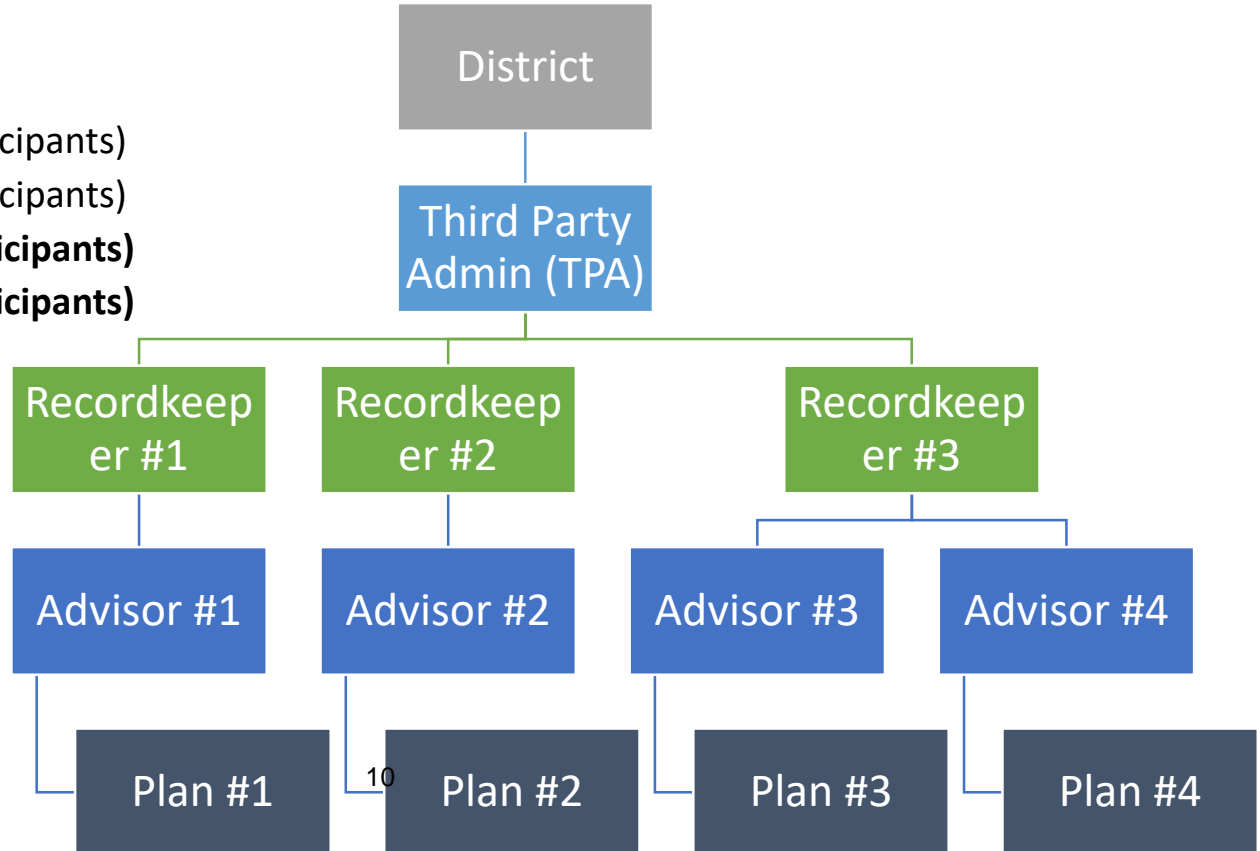 District
cipants)
cipants)
icipants)
icipants)
Third Party
Admin (TPA)
Recordkeep
er #1
Recordkeep
er #2
Recordkeep
er #3
Advisor #1
Advisor #2
Advisor #3
Advisor #4
Plan #1
10
Plan #2
Plan #3
Plan #4